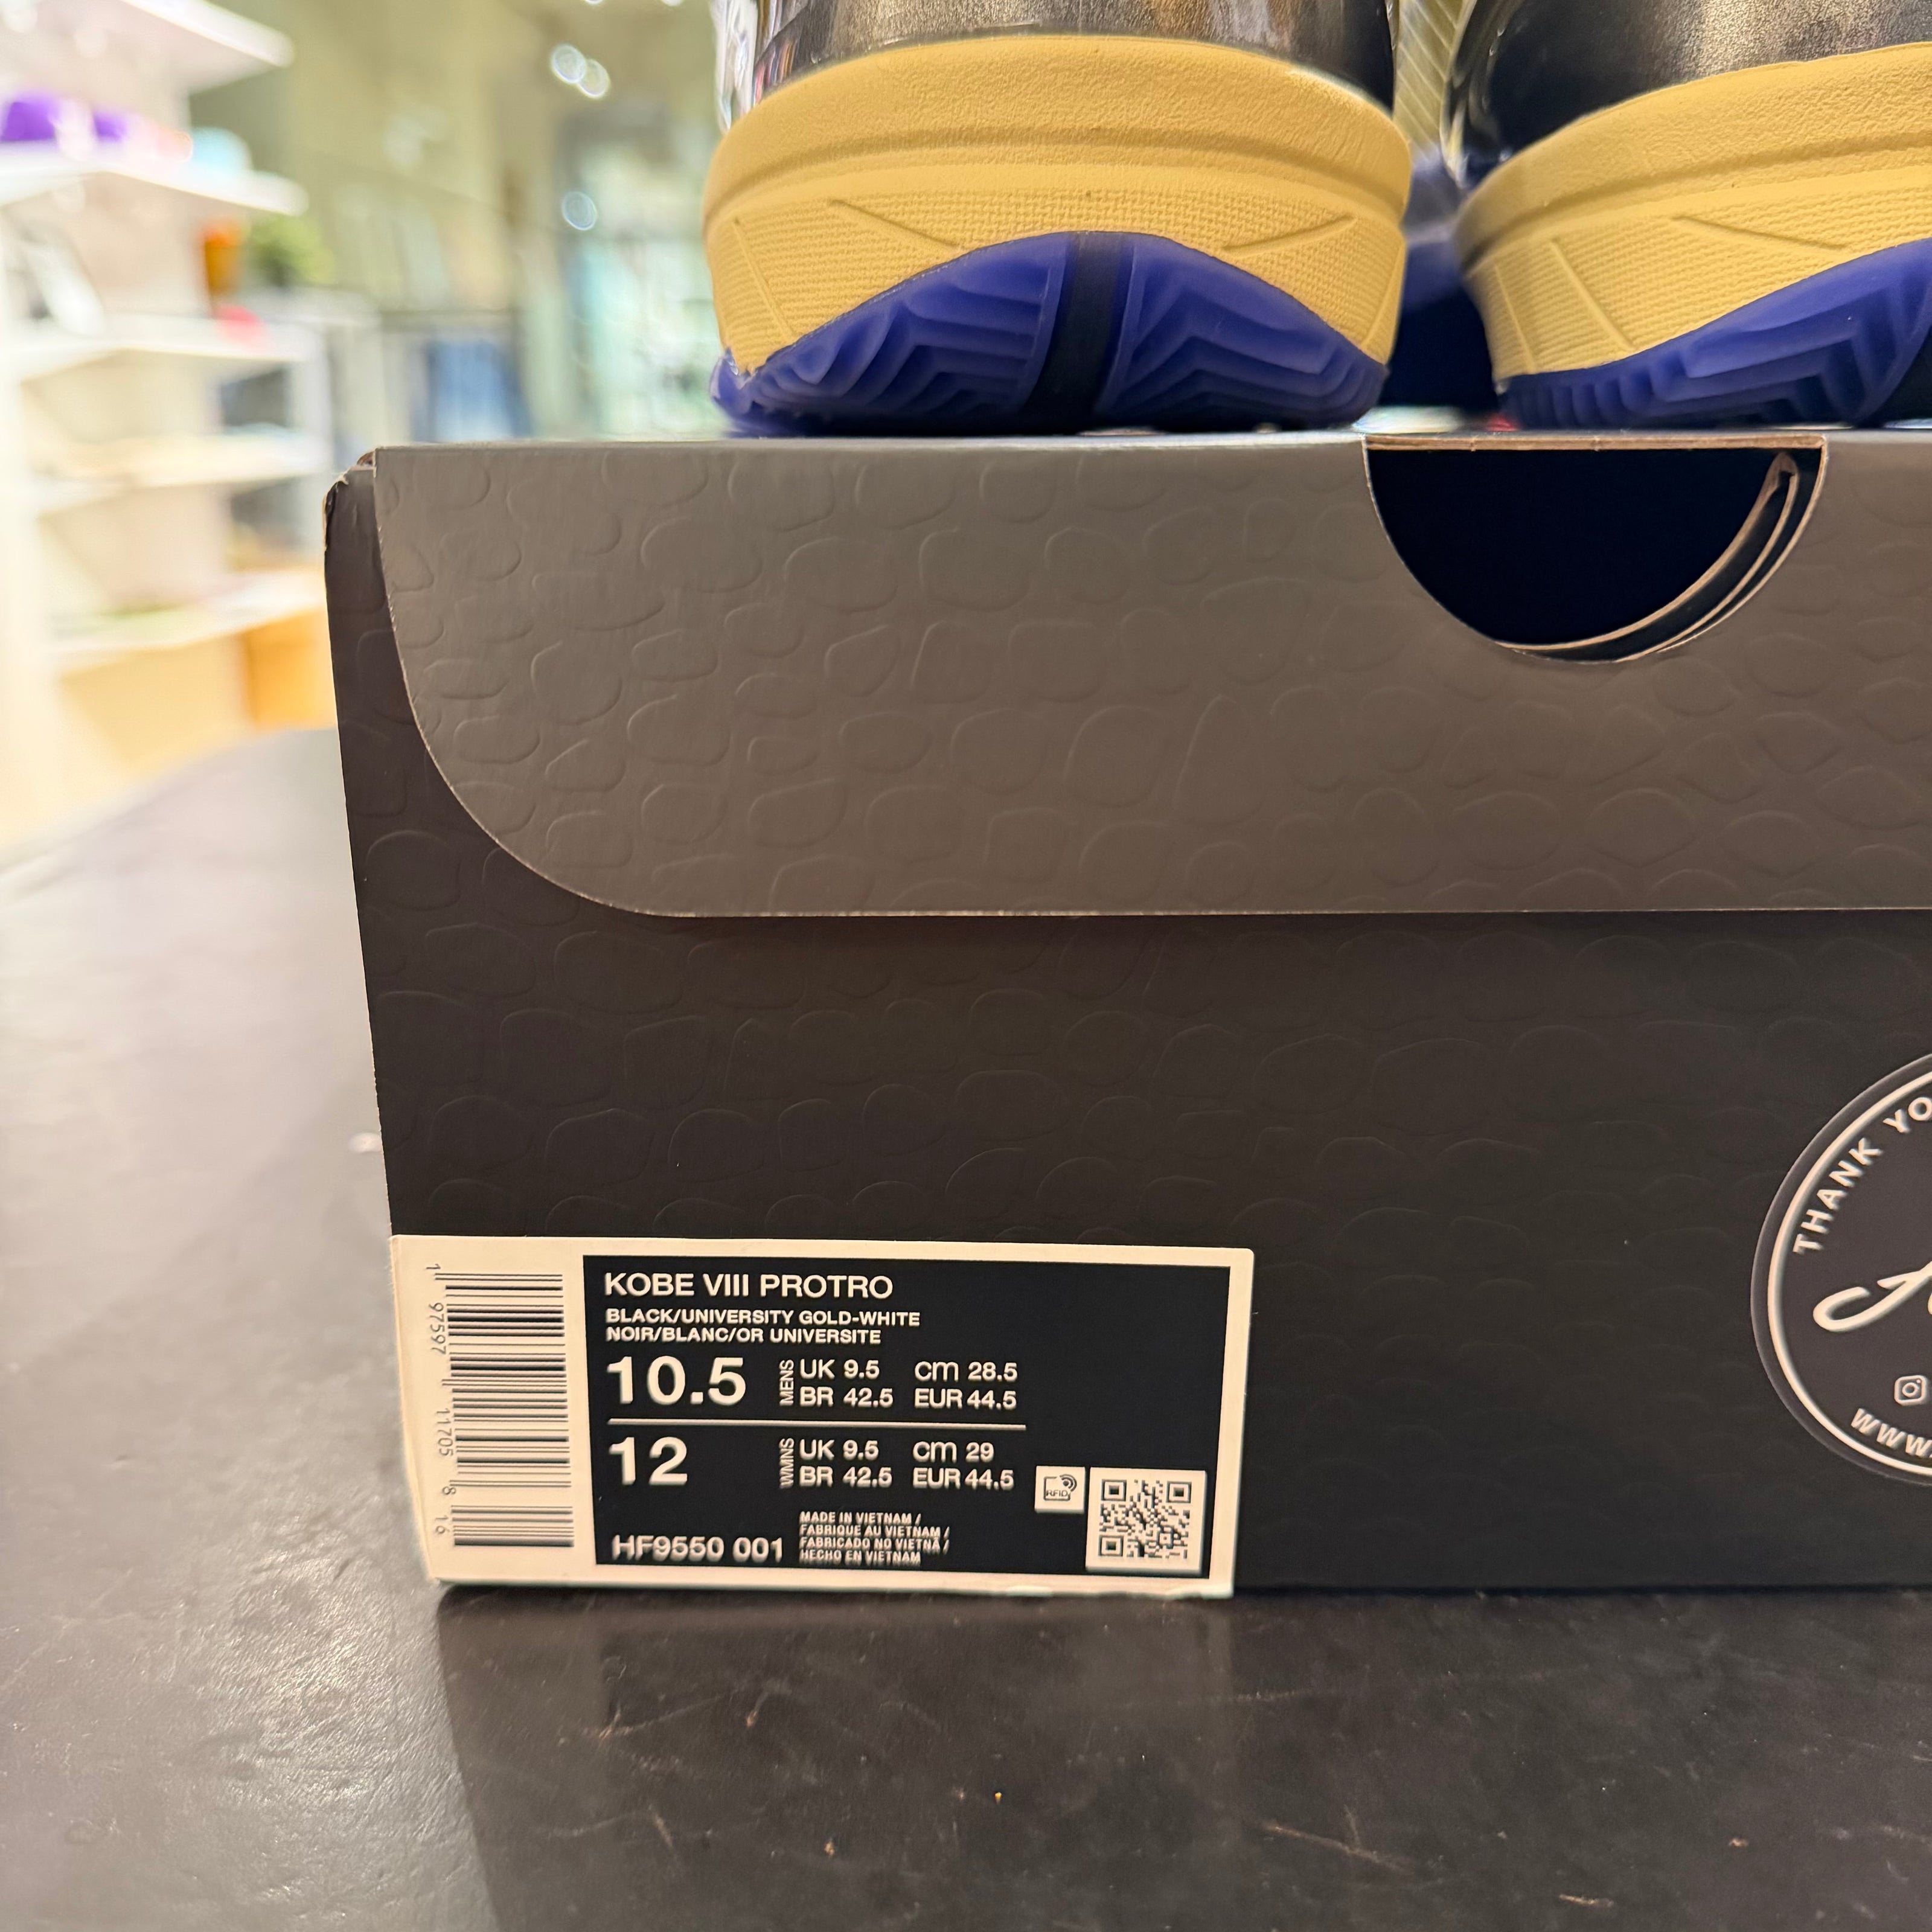 KOBE VIII PROTRO
BLACK/UNIVERSITY GOLD-WHITE
NOIR/BLANC/OR UNIVERSITE
10.5 MENS UK 9.5 CM 28.5
BR 42.5 EUR 44.5
12 WMNS UK 9.5 CM 29
BR 42.5 EUR 44.5
HF9550 001
MADE IN VIETNAM /
FABRIQUE AU VIETNAM /
FABRICADO NO VIETNÃ /
HECHO EN VIETNAM
RFID
1 97597 11705 8 16
THANK YO
WWW.